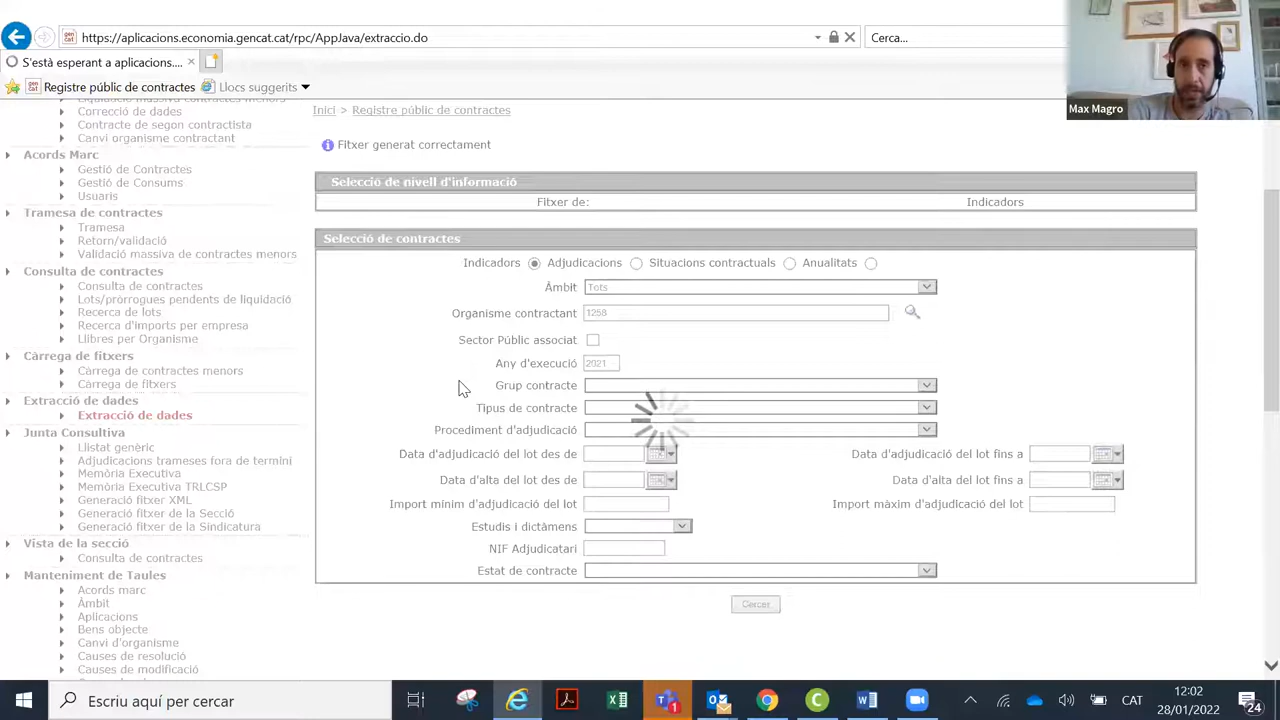 https://aplicacions.economia.gencat.cat/rpc/AppJava/extraccio.do
Cerca...
S'està esperant a aplicacions....
Registre públic de contractes
Llocs suggerits
Max Magro
Correcció de dades
Contracte de segon contractista
Canvi organisme contractant
Acords Marc
Gestió de Contractes
Gestió de Consums
Usuaris
Tramesa de contractes
Tramesa
Retorn/validació
Validació massiva de contractes menors
Consulta de contractes
Consulta de contractes
Lots/pròrrogues pendents de liquidació
Recerca de lots
Recerca d'imports per empresa
Llibres per Organisme
Càrrega de fitxers
Càrrega de contractes menors
Càrrega de fitxers
Extracció de dades
Extracció de dades
Junta Consultiva
Llistat genèric
Adjudicacions trameses fora de termini
Memòria Executiva
Memòria Executiva TRLCSP
Generació fitxer XML
Generació fitxer de la Secció
Generació fitxer de la Sindicatura
Vista de la secció
Consulta de contractes
Manteniment de Taules
Acords marc
Àmbit
Aplicacions
Bens objecte
Canvi d'organisme
Causes de resolució
Causes de modificació
Inici > Registre públic de contractes
Fitxer generat correctament
Selecció de nivell d'informació
Fitxer de: Indicadors
Selecció de contractes
Indicadors Adjudicacions Situacions contractuals Anualitats
Àmbit Tots
Organisme contractant 1258
Sector Públic associat
Any d'execució 2021
Grup contracte
Tipus de contracte
Procediment d'adjudicació
Data d'adjudicació del lot des de Data d'adjudicació del lot fins a
Data d'alta del lot des de Data d'alta del lot fins a
Import mínim d'adjudicació del lot Import màxim d'adjudicació del lot
Estudis i dictàmens
NIF Adjudicatari
Estat de contracte
Cercar
Escriu aquí per cercar
1
CAT
12:02
28/01/2022
24